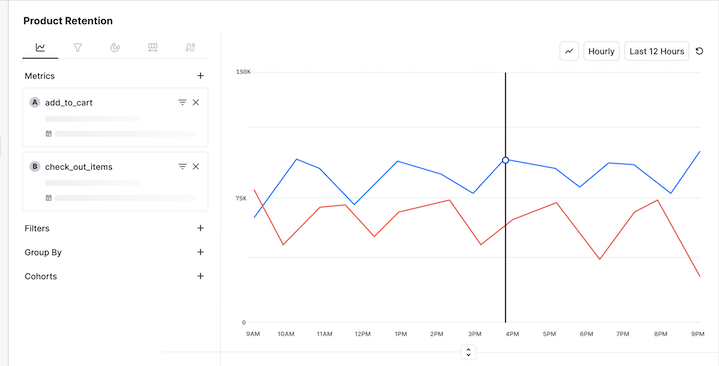 Product Retention
Hourly
Last 12 Hours
Metrics
A add_to_cart
B check_out_items
Filters
Group By
Cohorts
150K
75K
0
9AM 10AM 11AM 12PM 1PM 2PM 3PM 4PM 5PM 6PM 7PM 8PM 9PM